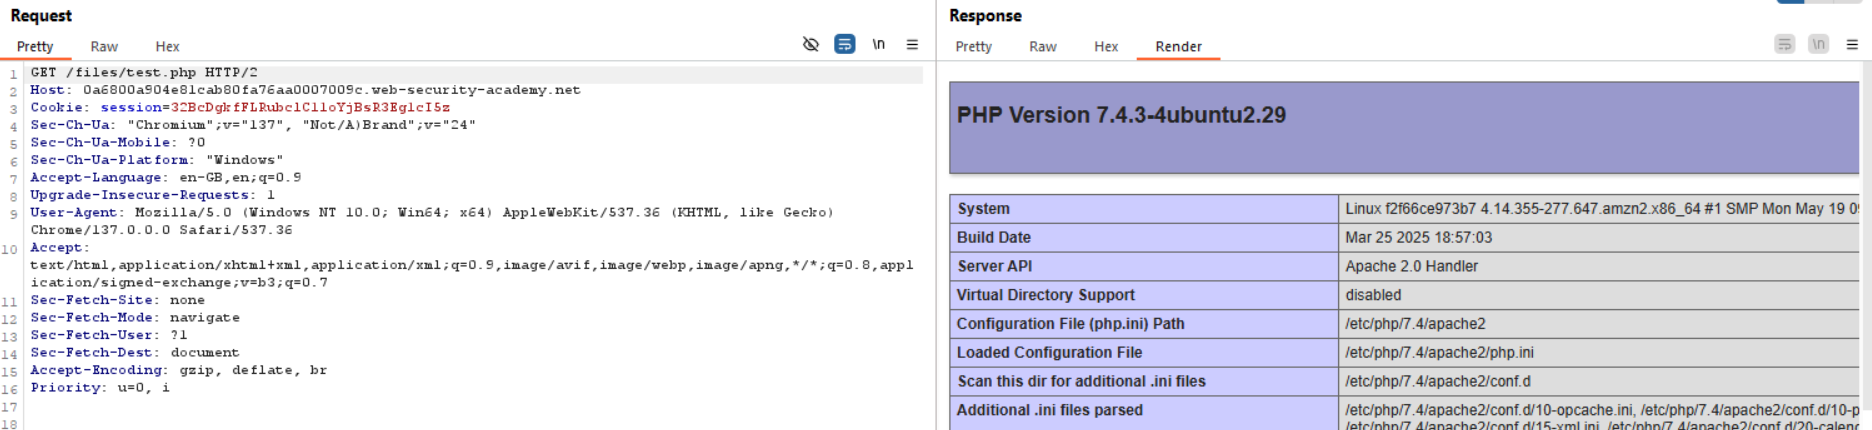 Request
Pretty Raw Hex
\n
1 GET /files/test.php HTTP/2
2 Host: 0a6800a904e81cab80fa76aa0007009c.web-security-academy.net
3 Cookie: session=32BcDgkfFLRubc1C1loYjBsR3Eg1cI5z
4 Sec-Ch-Ua: "Chromium";v="137", "Not/A)Brand";v="24"
5 Sec-Ch-Ua-Mobile: ?0
6 Sec-Ch-Ua-Platform: "Windows"
7 Accept-Language: en-GB,en;q=0.9
8 Upgrade-Insecure-Requests: 1
9 User-Agent: Mozilla/5.0 (Windows NT 10.0; Win64; x64) AppleWebKit/537.36 (KHTML, like Gecko)
Chrome/137.0.0.0 Safari/537.36
10 Accept:
text/html,application/xhtml+xml,application/xml;q=0.9,image/avif,image/webp,image/apng,*/*;q=0.8,appl
ication/signed-exchange;v=b3;q=0.7
11 Sec-Fetch-Site: none
12 Sec-Fetch-Mode: navigate
13 Sec-Fetch-User: ?1
14 Sec-Fetch-Dest: document
15 Accept-Encoding: gzip, deflate, br
16 Priority: u=0, i
17
18
Response
Pretty Raw Hex Render
\n
PHP Version 7.4.3-4ubuntu2.29
System Linux f2f66ce973b7 4.14.355-277.647.amzn2.x86_64 #1 SMP Mon May 19 0
Build Date Mar 25 2025 18:57:03
Server API Apache 2.0 Handler
Virtual Directory Support disabled
Configuration File (php.ini) Path /etc/php/7.4/apache2
Loaded Configuration File /etc/php/7.4/apache2/php.ini
Scan this dir for additional .ini files /etc/php/7.4/apache2/conf.d
Additional .ini files parsed /etc/php/7.4/apache2/conf.d/10-opcache.ini, /etc/php/7.4/apache2/conf.d/10-p
/etc/php/7.4/apache2/conf.d/15-xml.ini, /etc/php/7.4/apache2/conf.d/20-calen